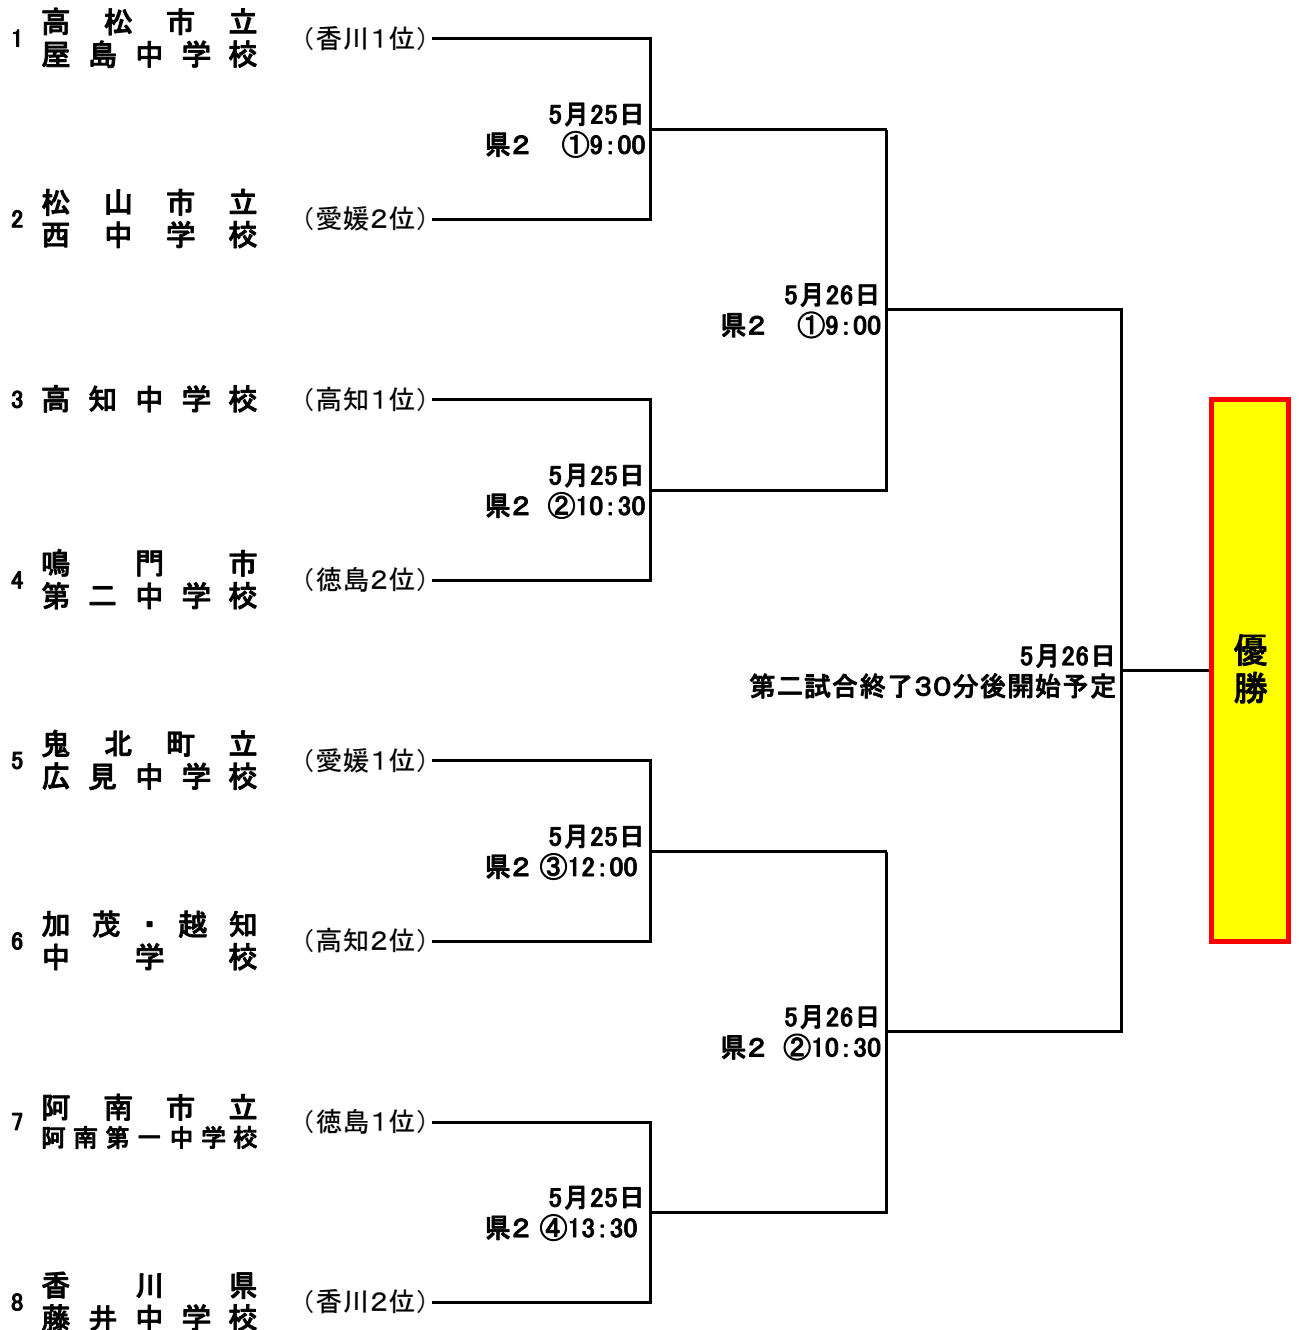 1 高松市立
屋島中学校 （香川１位）
5月25日
県２ ①9:00
2 松山市立
西中学校 （愛媛２位）
5月26日
県２ ①9:00
3 高知中学校 （高知１位）
5月25日
県２ ②10:30
4 鳴門市
第二中学校 （徳島２位）
5月26日
第二試合終了３０分後開始予定
優勝
5 鬼北町立
広見中学校 （愛媛１位）
5月25日
県２ ③12:00
6 加茂・越知
中学校 （高知２位）
5月26日
県２ ②10:30
7 阿南市立
阿南第一中学校 （徳島１位）
5月25日
県２ ④13:30
8 香川県
藤井中学校 （香川２位）